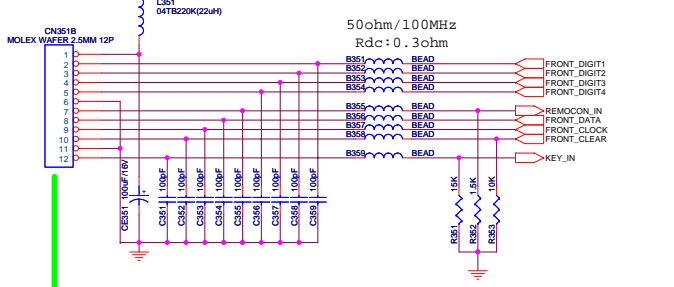 L351
04TB220K(22uH)
50ohm/100MHz
Rdc:0.3ohm
CN351B
MOLEX WAFER 2.5MM 12P
1
2
3
4
5
6
7
8
9
10
11
12
B351 BEAD FRONT_DIGIT1
B352 BEAD FRONT_DIGIT2
B353 BEAD FRONT_DIGIT3
B354 BEAD FRONT_DIGIT4
B355 BEAD REMOCON_IN
B356 BEAD FRONT_DATA
B357 BEAD FRONT_CLOCK
B358 BEAD FRONT_CLEAR
B359 BEAD KEY_IN
CE351 100uF/16V
+
C351 100pF
C352 100pF
C353 100pF
C354 100pF
C355 100pF
C356 100pF
C357 100pF
C358 100pF
C359 100pF
R351 15K
R352 1.5K
R353 10K